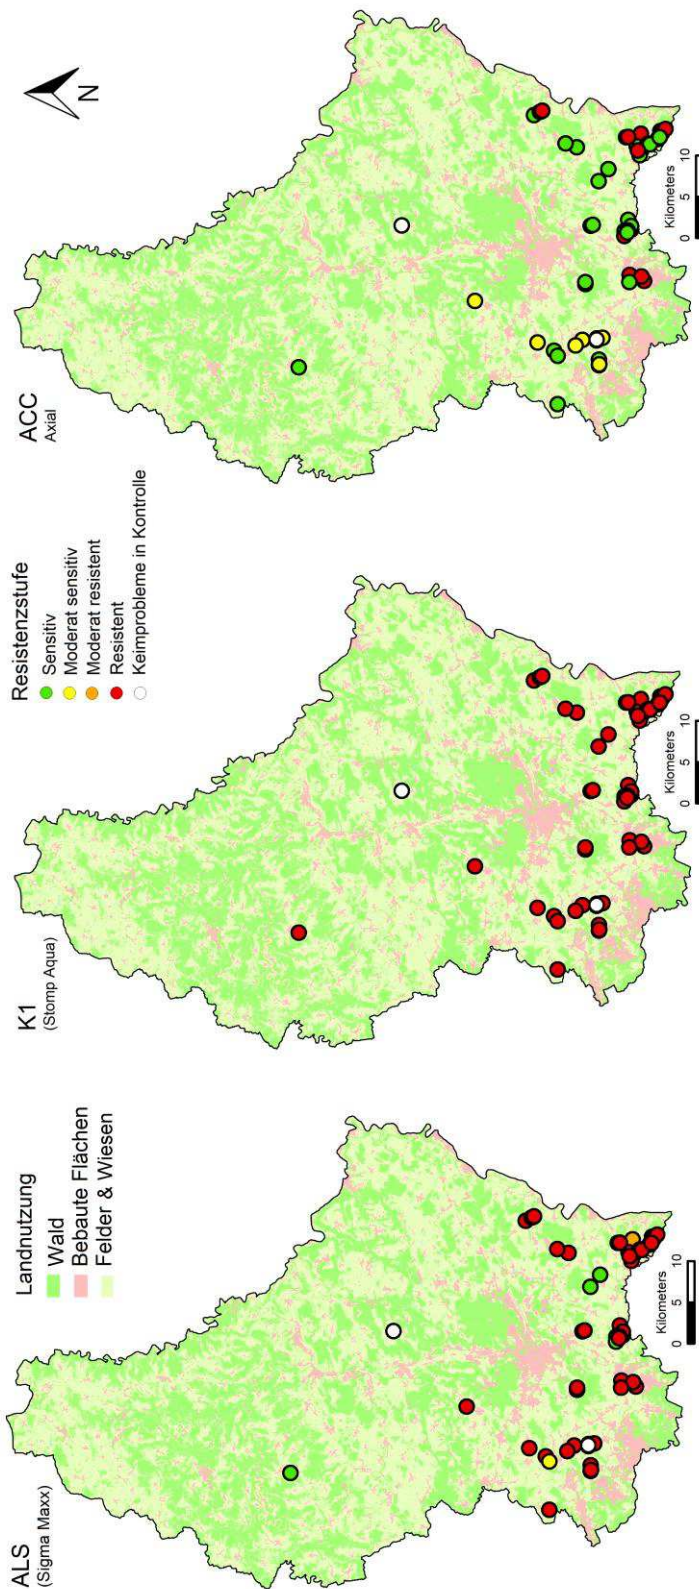 ALS
(Sigma Maxx)
Landnutzung
Wald
Bebaute Flächen
Felder & Wiesen
Kilometers
0 5 10
K1
(Stomp Aqua)
Resistenzstufe
Sensitiv
Moderat sensitiv
Moderat resistent
Resistent
Keimprobleme in Kontrolle
Kilometers
0 5 10
ACC
Axial
N
Kilometers
0 5 10